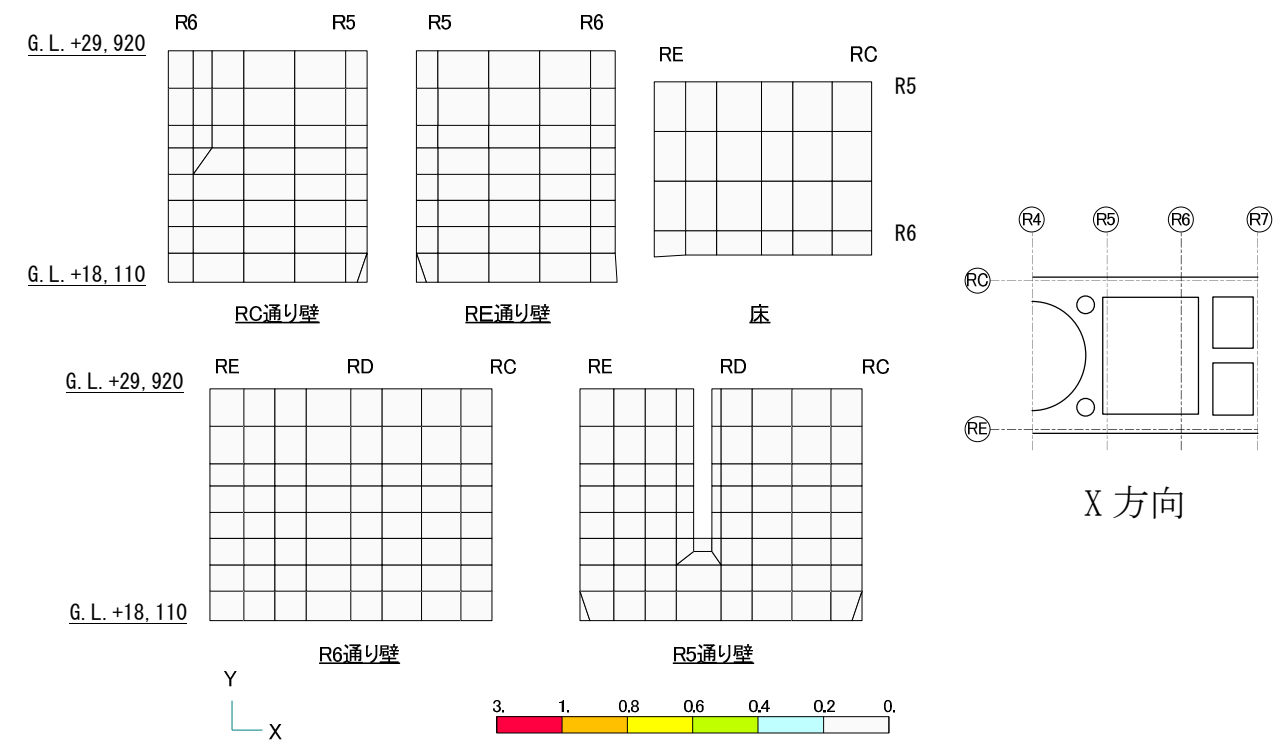 R6 R5 R5 R6
G.L.+29,920
RE RC
R5
R6
G.L.+18,110
RC通り壁 RE通り壁 床
R4 R5 R6 R7
RC
RE
X 方向
RE RD RC RE RD RC
G.L.+29,920
G.L.+18,110
R6通り壁 R5通り壁
Y
X
3. 1. 0.8 0.6 0.4 0.2 0.